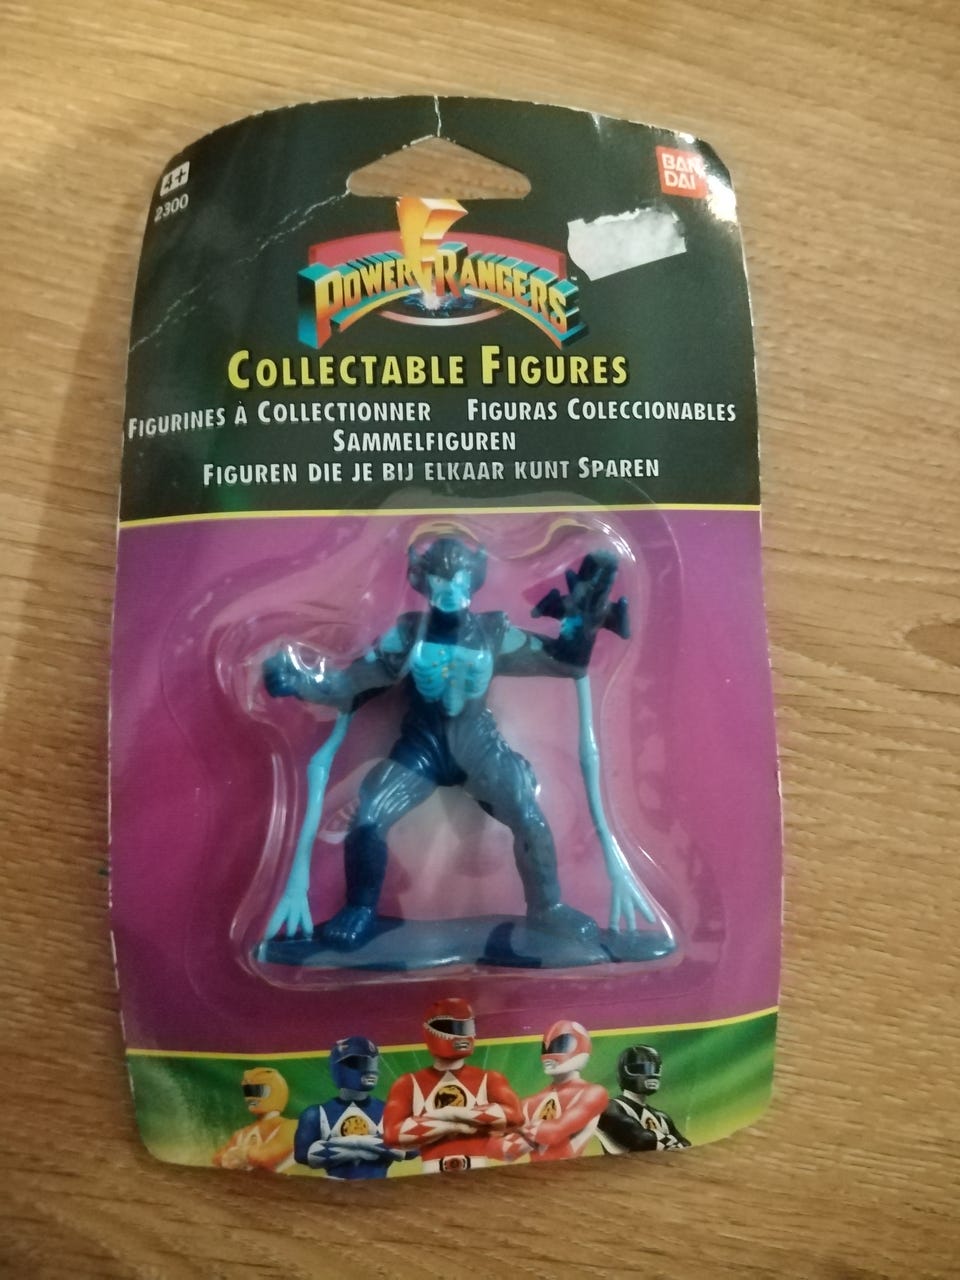 4+
2300
BAN
DAI
POWER RANGERS
COLLECTABLE FIGURES
FIGURINES À COLLECTIONNER FIGURAS COLECCIONABLES
SAMMELFIGUREN
FIGUREN DIE JE BIJ ELKAAR KUNT SPAREN